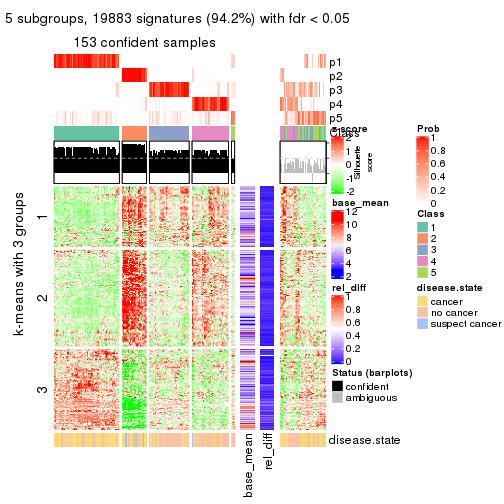 5 subgroups, 19883 signatures (94.2%) with fdr < 0.05
153 confident samples
p1
p2
p3
p4
p5
Class
z-score
2
1
0
-1
-2
Silhouette
score
base_mean
12
10
8
6
4
2
rel_diff
1
0.8
0.6
0.4
0.2
0
Status (barplots)
confident
ambiguous
Prob
1
0.8
0.6
0.4
0.2
0
Class
1
2
3
4
5
disease.state
cancer
no cancer
suspect cancer
k-means with 3 groups
1
2
3
disease.state
base_mean
rel_diff